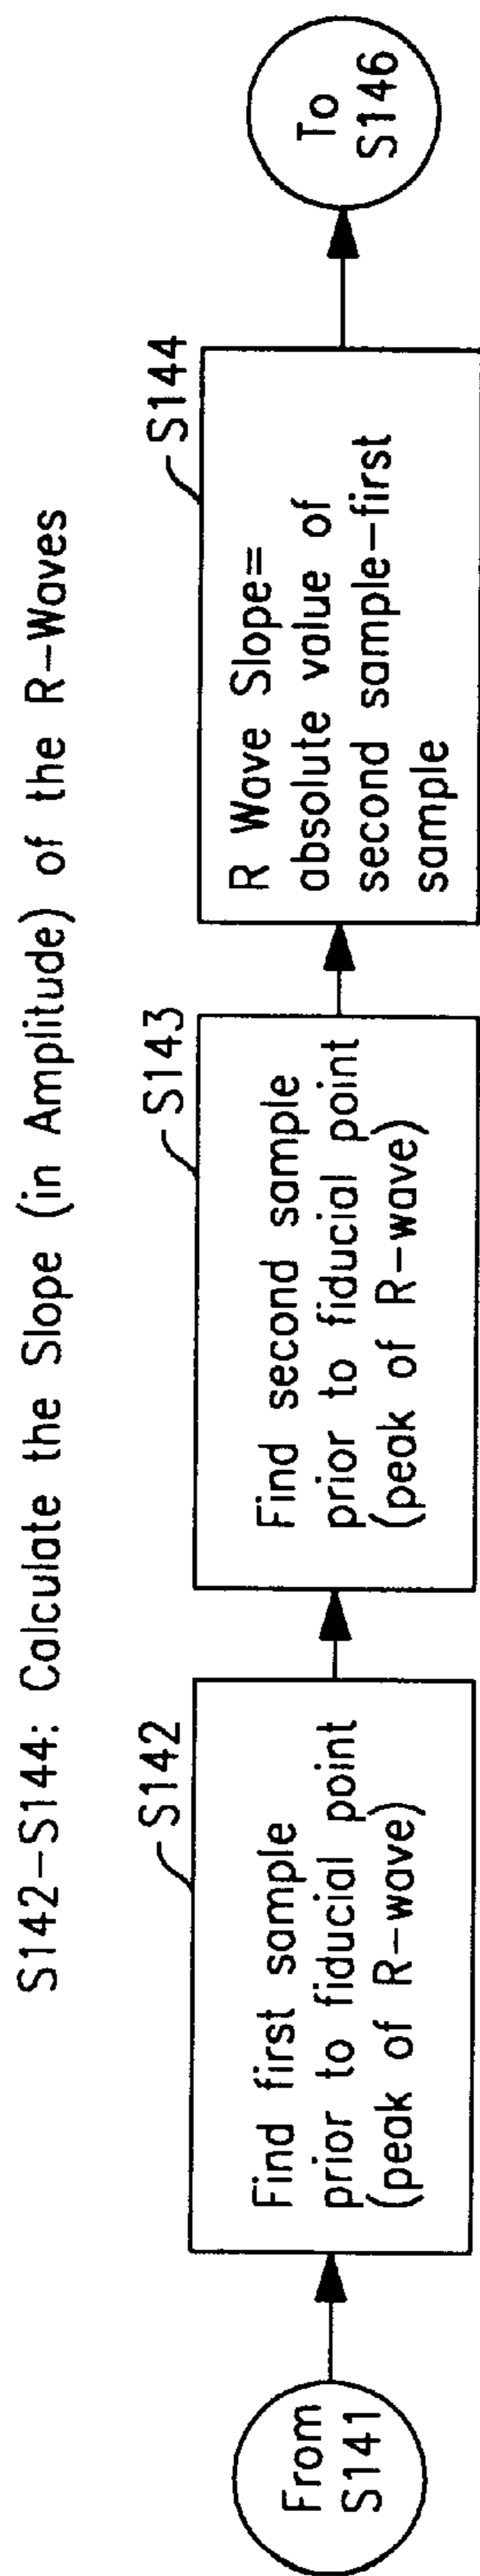 S142-S144: Calculate the Slope (in Amplitude) of the R-Waves
From
S141
S142
Find first sample
prior to fiducial point
(peak of R-wave)
S143
Find second sample
prior to fiducial point
(peak of R-wave)
S144
R Wave Slope=
absolute value of
second sample-first
sample
To
S146